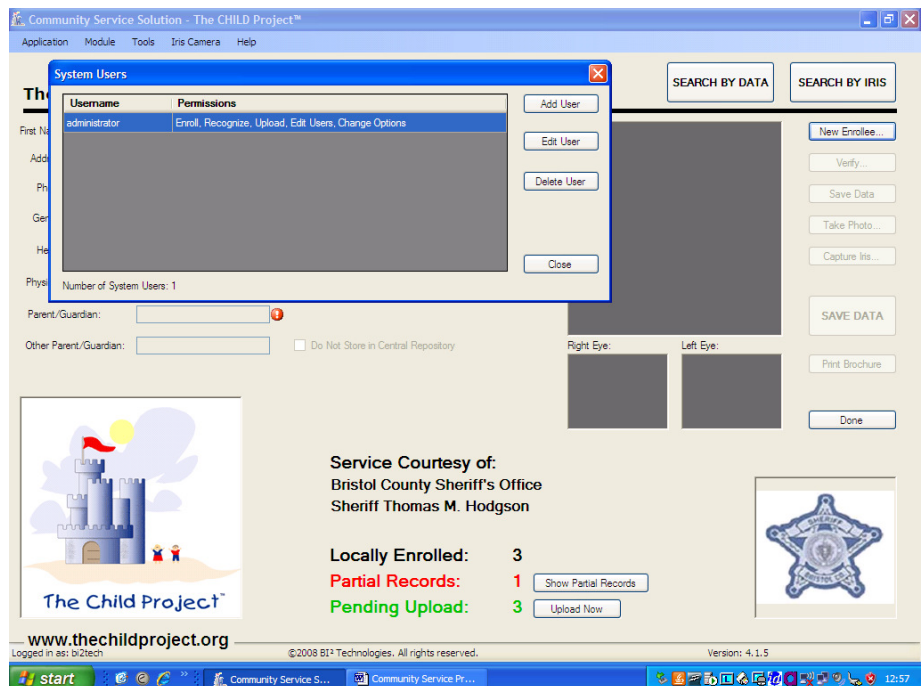 Community Service Solution - The CHILD Project™
Application Module Tools Iris Camera Help
System Users
Username Permissions
administrator Enroll, Recognize, Upload, Edit Users, Change Options
Add User
Edit User
Delete User
Close
Number of System Users: 1
SEARCH BY DATA
SEARCH BY IRIS
New Enrollee...
Verify...
Save Data
Take Photo...
Capture Iris...
SAVE DATA
Print Brochure
Done
Parent/Guardian:
Other Parent/Guardian:
Do Not Store in Central Repository
Right Eye: Left Eye:
The Child Project™
Service Courtesy of:
Bristol County Sheriff's Office
Sheriff Thomas M. Hodgson
Locally Enrolled: 3
Partial Records: 1 Show Partial Records
Pending Upload: 3 Upload Now
SHERIFF
BRISTOL CO.
www.thechildproject.org
Logged in as: bi2tech ©2008 BI² Technologies. All rights reserved. Version: 4.1.5
start Community Service S... Community Service Pr... 12:57